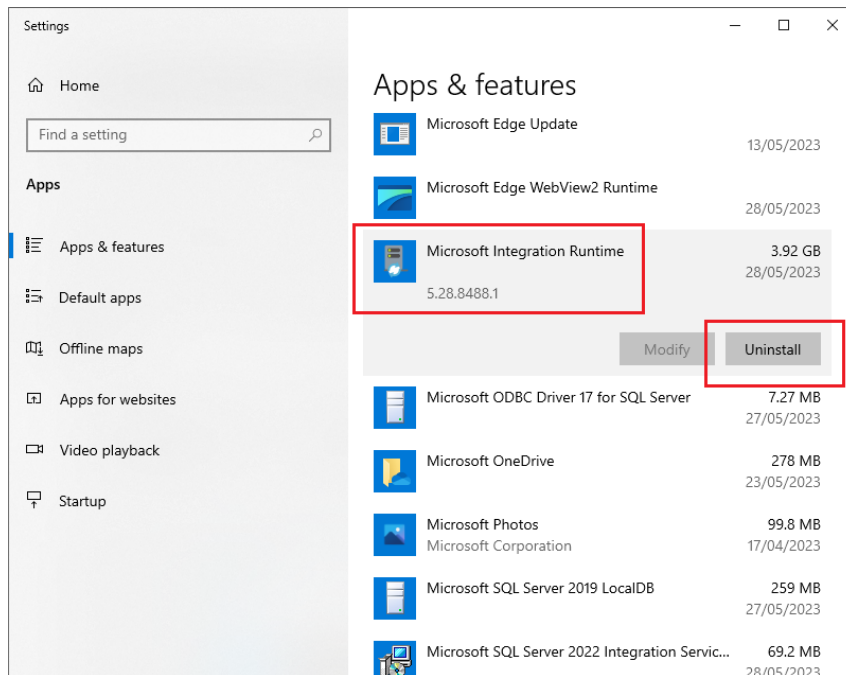 Settings
Home
Find a setting
Apps
Apps & features
Default apps
Offline maps
Apps for websites
Video playback
Startup
Apps & features
Microsoft Edge Update
13/05/2023
Microsoft Edge WebView2 Runtime
28/05/2023
Microsoft Integration Runtime 3.92 GB
28/05/2023
5.28.8488.1
Modify Uninstall
Microsoft ODBC Driver 17 for SQL Server 7.27 MB
27/05/2023
Microsoft OneDrive 278 MB
23/05/2023
Microsoft Photos 99.8 MB
Microsoft Corporation 17/04/2023
Microsoft SQL Server 2019 LocalDB 259 MB
27/05/2023
Microsoft SQL Server 2022 Integration Servic... 69.2 MB
28/05/2023